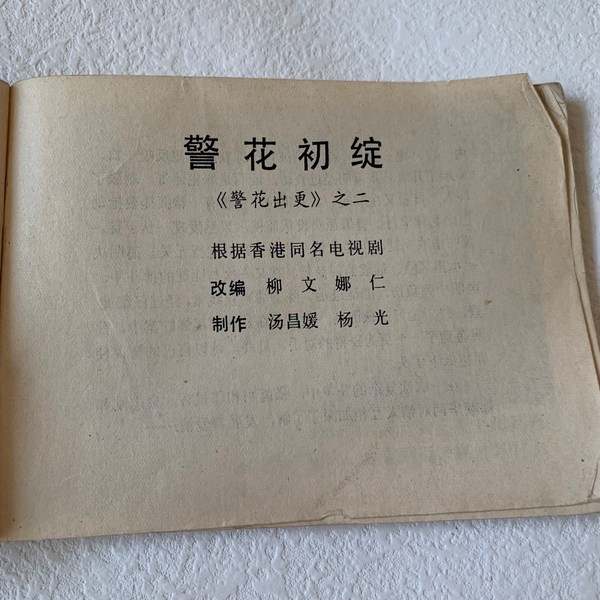 警花初绽
《警花出更》之二
根据香港同名电视剧
改编 柳文娜仁
制作 汤昌媛 杨光